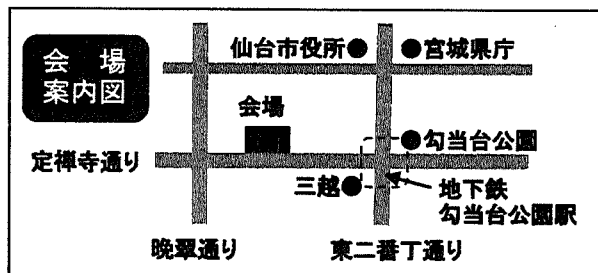 会場
案内図
仙台市役所
宮城県庁
会場
勾当台公園
定禅寺通り
三越
地下鉄
勾当台公園駅
晩翠通り
東二番丁通り